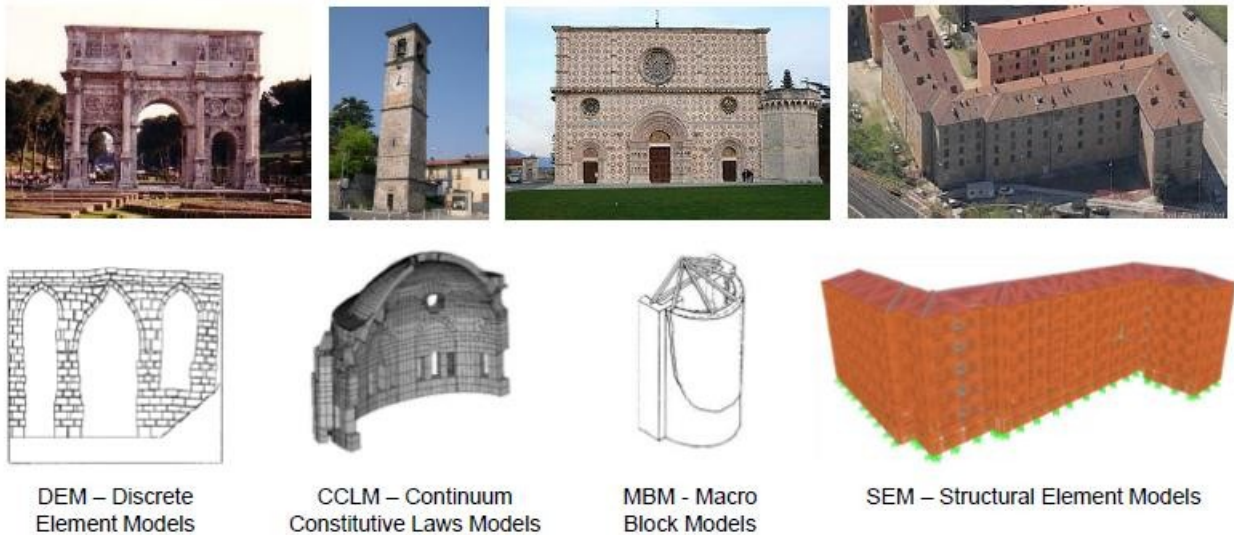 DEM – Discrete
Element Models
CCLM – Continuum
Constitutive Laws Models
MBM - Macro
Block Models
SEM – Structural Element Models